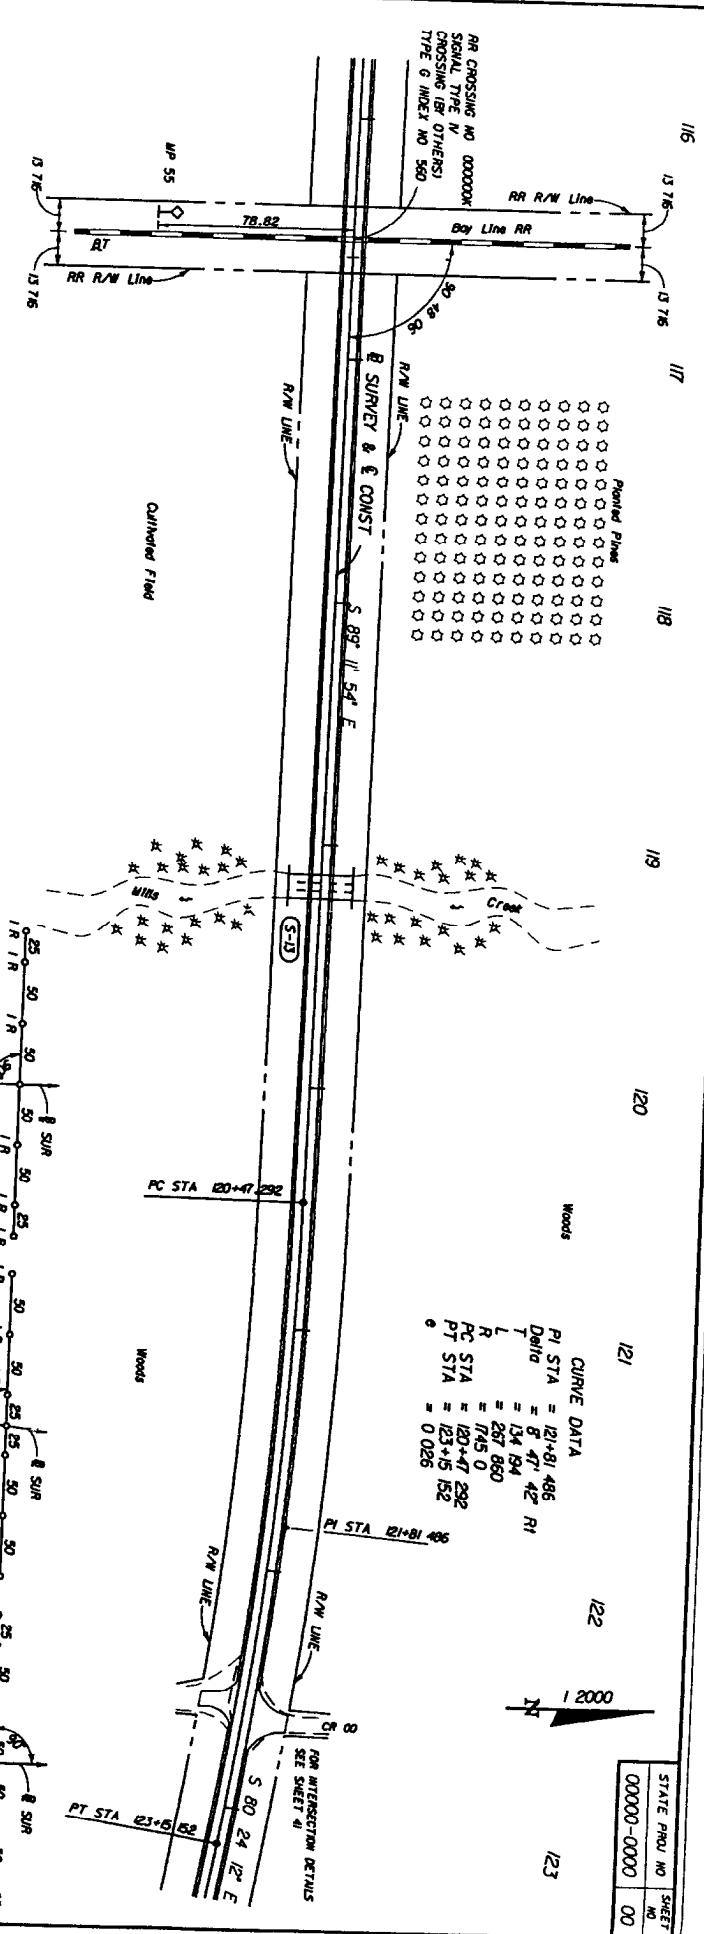 116
117
118
119
120
121
122
123
RR CROSSING NO 000000K
SIGNAL TYPE IV
CROSSING (BY OTHERS)
TYPE G INDEX NO 560
MP 55
13 716
13 716
78.82
RR R/W Line
Bay Line RR
13 716
13 716
RR R/W Line
90 48 06
R/W LINE
R/W LINE
SURVEY & ℄ CONST
S 89° 11' 54" E
Planted Pines
Cultivated Field
Mills
Creek
S-13
PC STA 120+47.292
Woods
Woods
CURVE DATA
PI STA = 121+81 486
Delta = 8° 47' 42" Rt
T = 134 194
L = 267 860
R = 1745 0
PC STA = 120+47 292
PT STA = 123+15 152
e = 0 026
PI STA 121+81 486
R/W LINE
R/W LINE
CR 00
FOR INTERSECTION DETAILS
SEE SHEET 41
S 80 24 12" E
PT STA 123+15 152
N
1 2000
STATE PROJ NO
SHEET NO
00000-0000
00
25 50 50 50 50 25
SUR
50 50 25 25 50 50
SUR
25 50
SUR